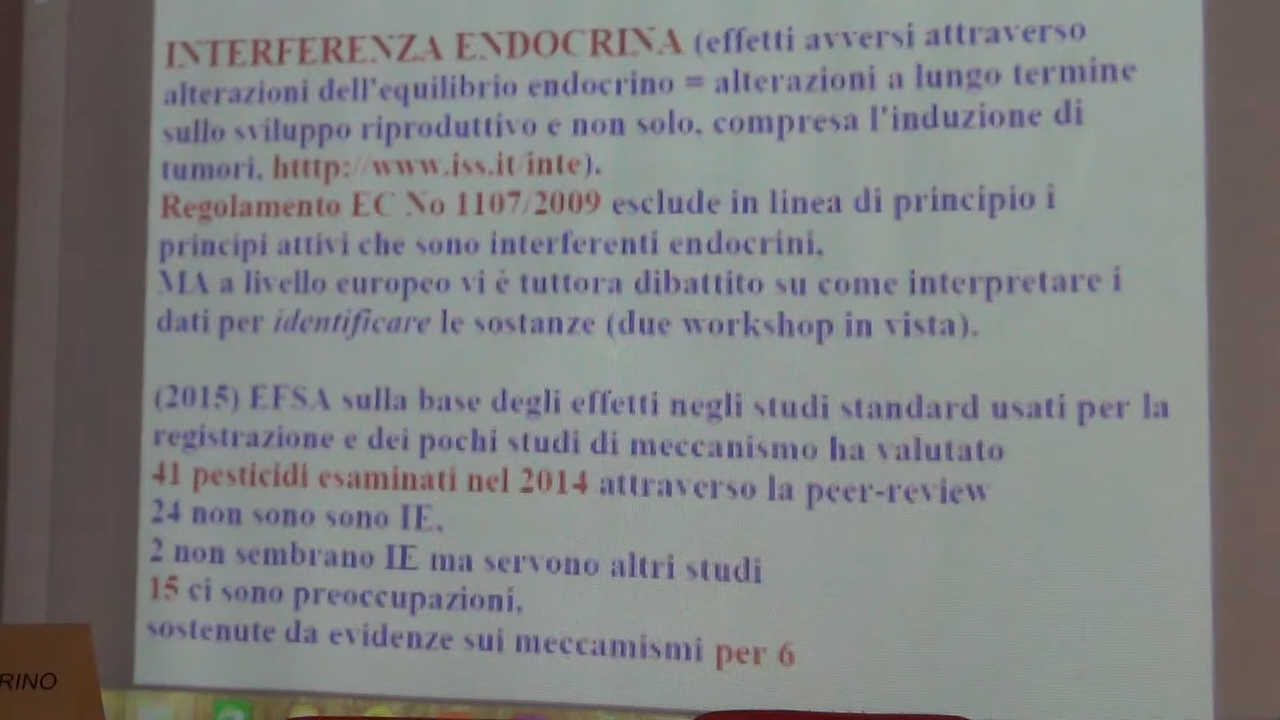 INTERFERENZA ENDOCRINA (effetti avversi attraverso
alterazioni dell'equilibrio endocrino = alterazioni a lungo termine
sullo sviluppo riproduttivo e non solo, compresa l'induzione di
tumori, htttp://www.iss.it/inte).
Regolamento EC No 1107/2009 esclude in linea di principio i
principi attivi che sono interferenti endocrini,
MA a livello europeo vi è tuttora dibattito su come interpretare i
dati per identificare le sostanze (due workshop in vista).
(2015) EFSA sulla base degli effetti negli studi standard usati per la
registrazione e dei pochi studi di meccanismo ha valutato
41 pesticidi esaminati nel 2014 attraverso la peer-review
24 non sono sono IE,
2 non sembrano IE ma servono altri studi
15 ci sono preoccupazioni,
sostenute da evidenze sui meccamismi per 6
RINO